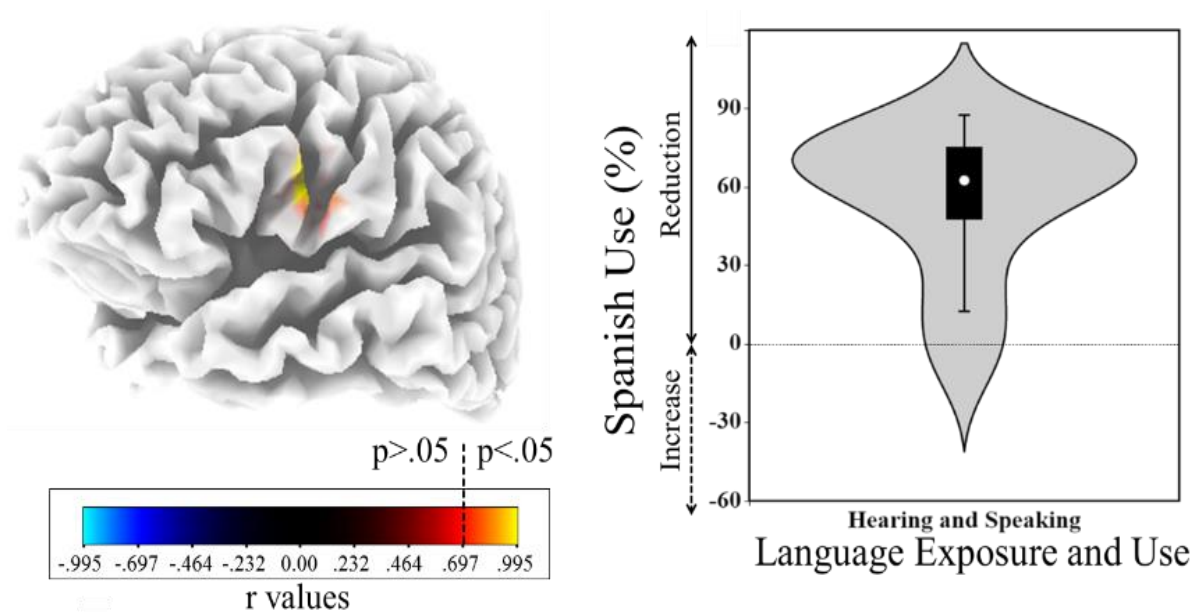 p>.05 p<.05
-.995 -.697 -.464 -.232 0.00 .232 .464 .697 .995
r values
Spanish Use (%)
Reduction
Increase
90
60
30
0
-30
-60
Hearing and Speaking
Language Exposure and Use